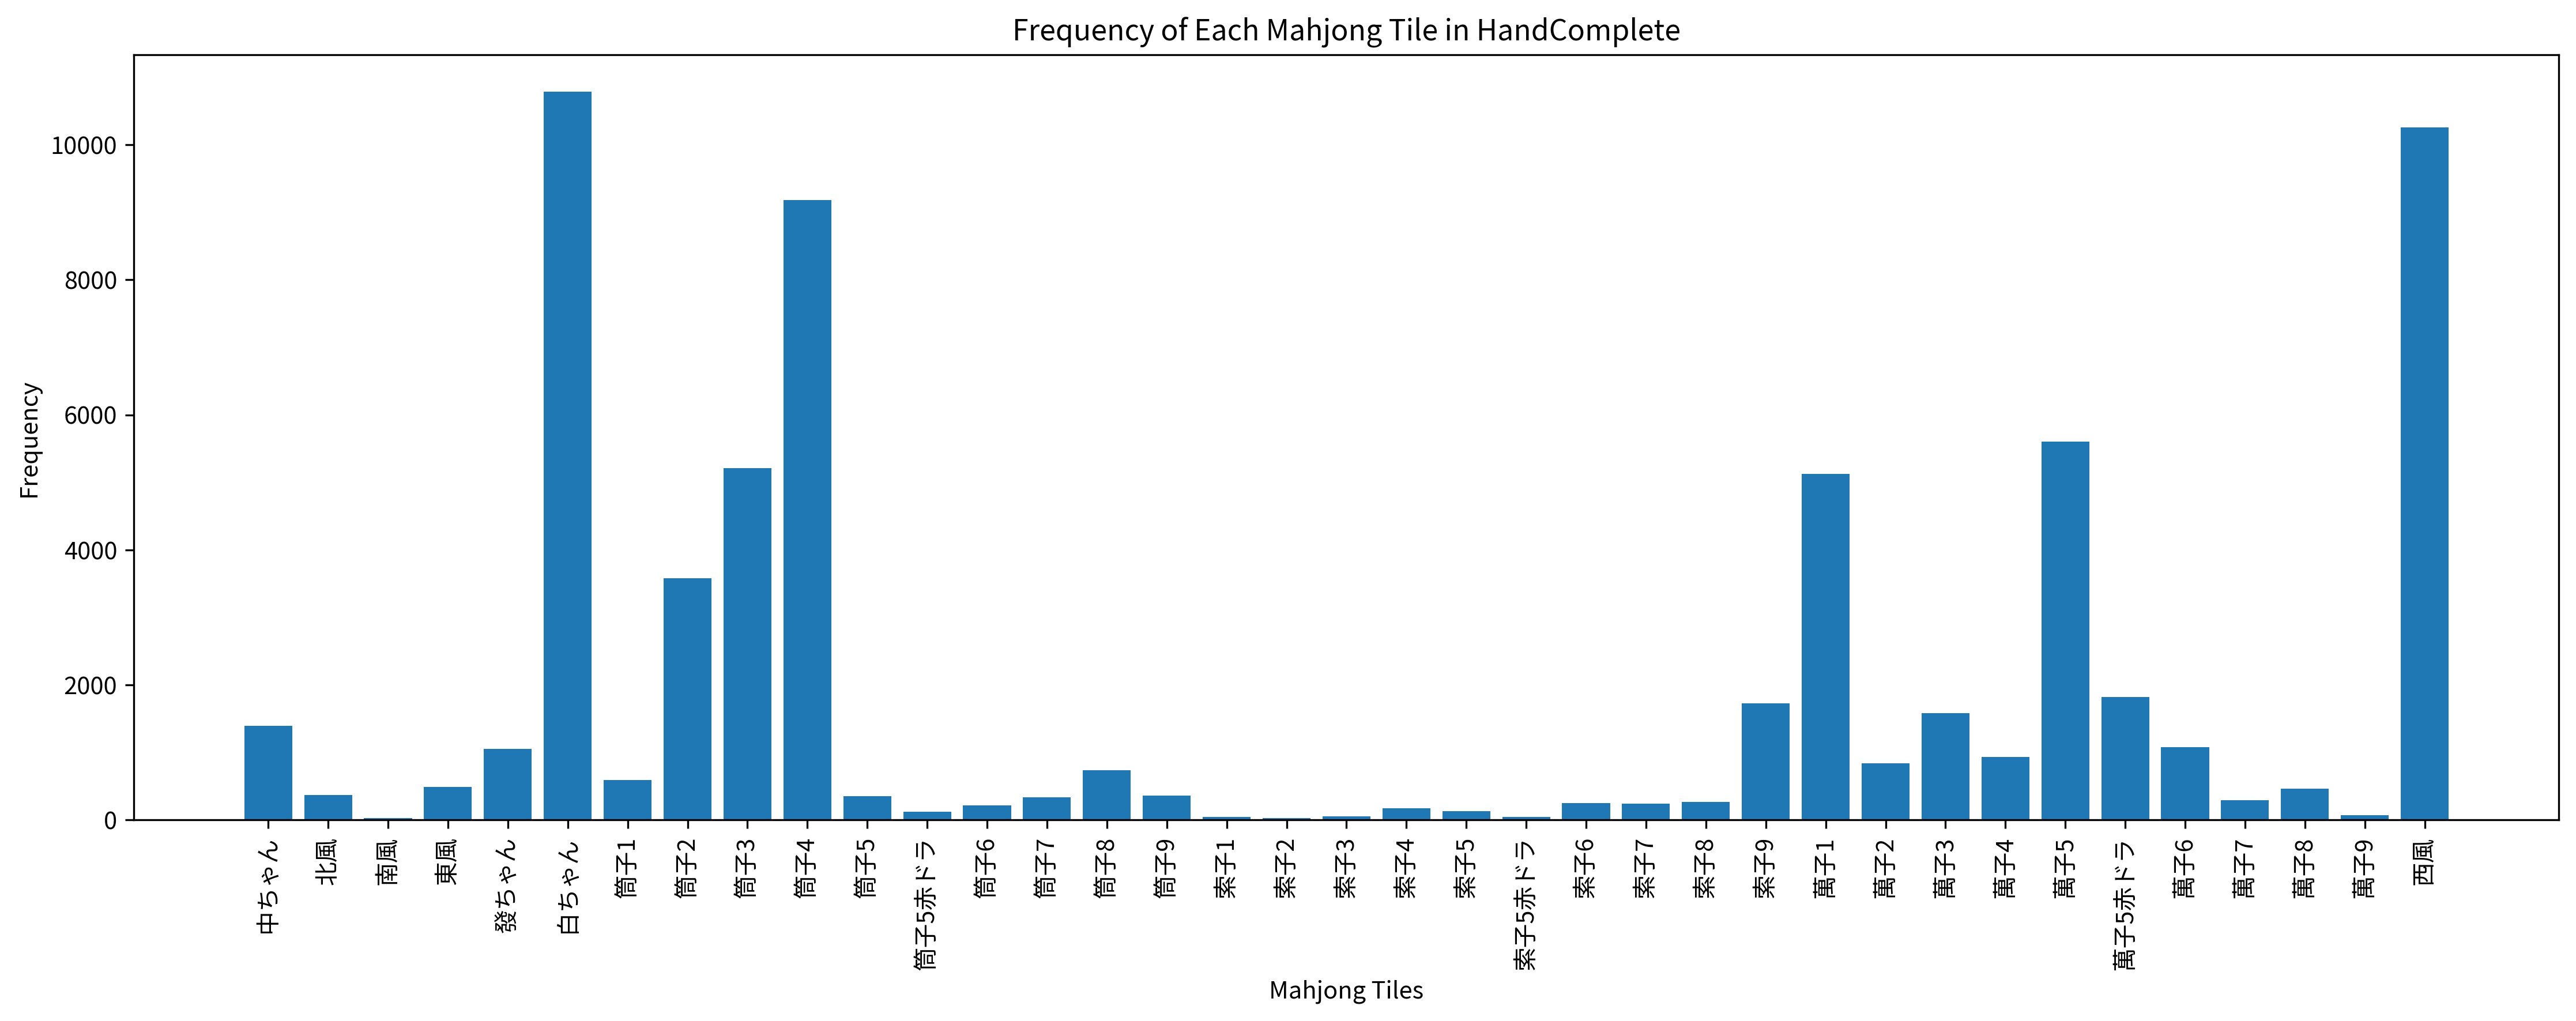 Frequency of Each Mahjong Tile in HandComplete
Frequency
10000
8000
6000
4000
2000
0
中ちゃん
北風
南風
東風
發ちゃん
白ちゃん
筒子1
筒子2
筒子3
筒子4
筒子5
筒子5赤ドラ
筒子6
筒子7
筒子8
筒子9
索子1
索子2
索子3
索子4
索子5
索子5赤ドラ
索子6
索子7
索子8
索子9
萬子1
萬子2
萬子3
萬子4
萬子5
萬子5赤ドラ
萬子6
萬子7
萬子8
萬子9
西風
Mahjong Tiles